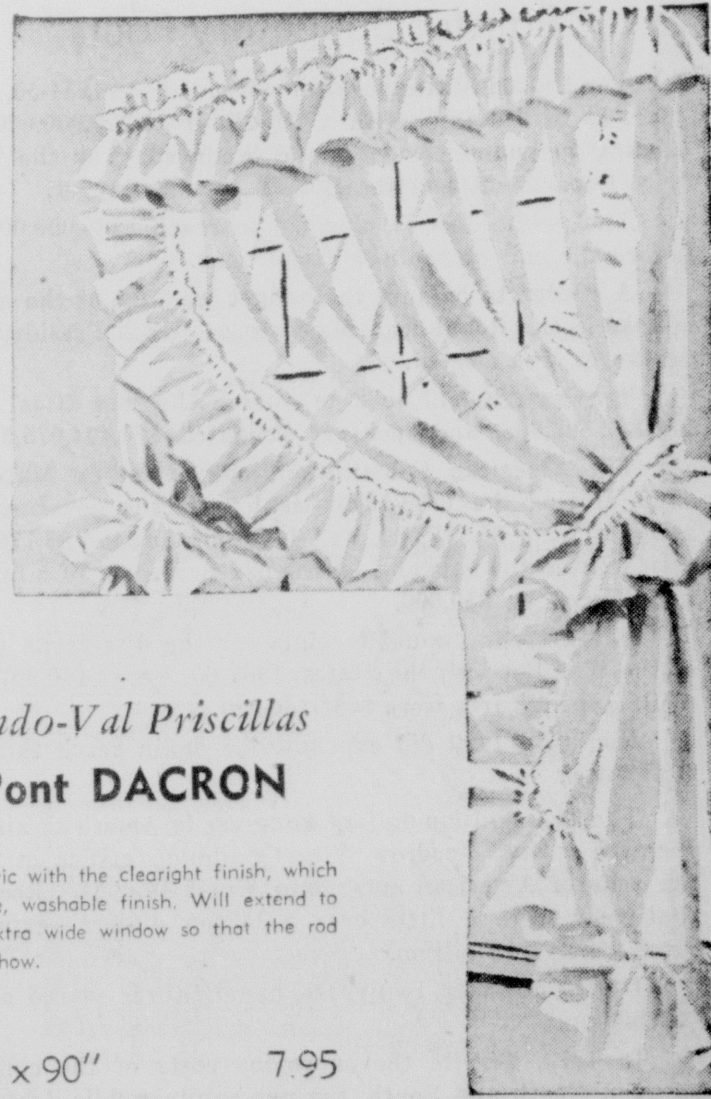 ndo-Val Priscillas
Pont DACRON
ic with the clearight finish, which
e, washable finish. Will extend to
xtra wide window so that the rod
how.
x 90" 7.95